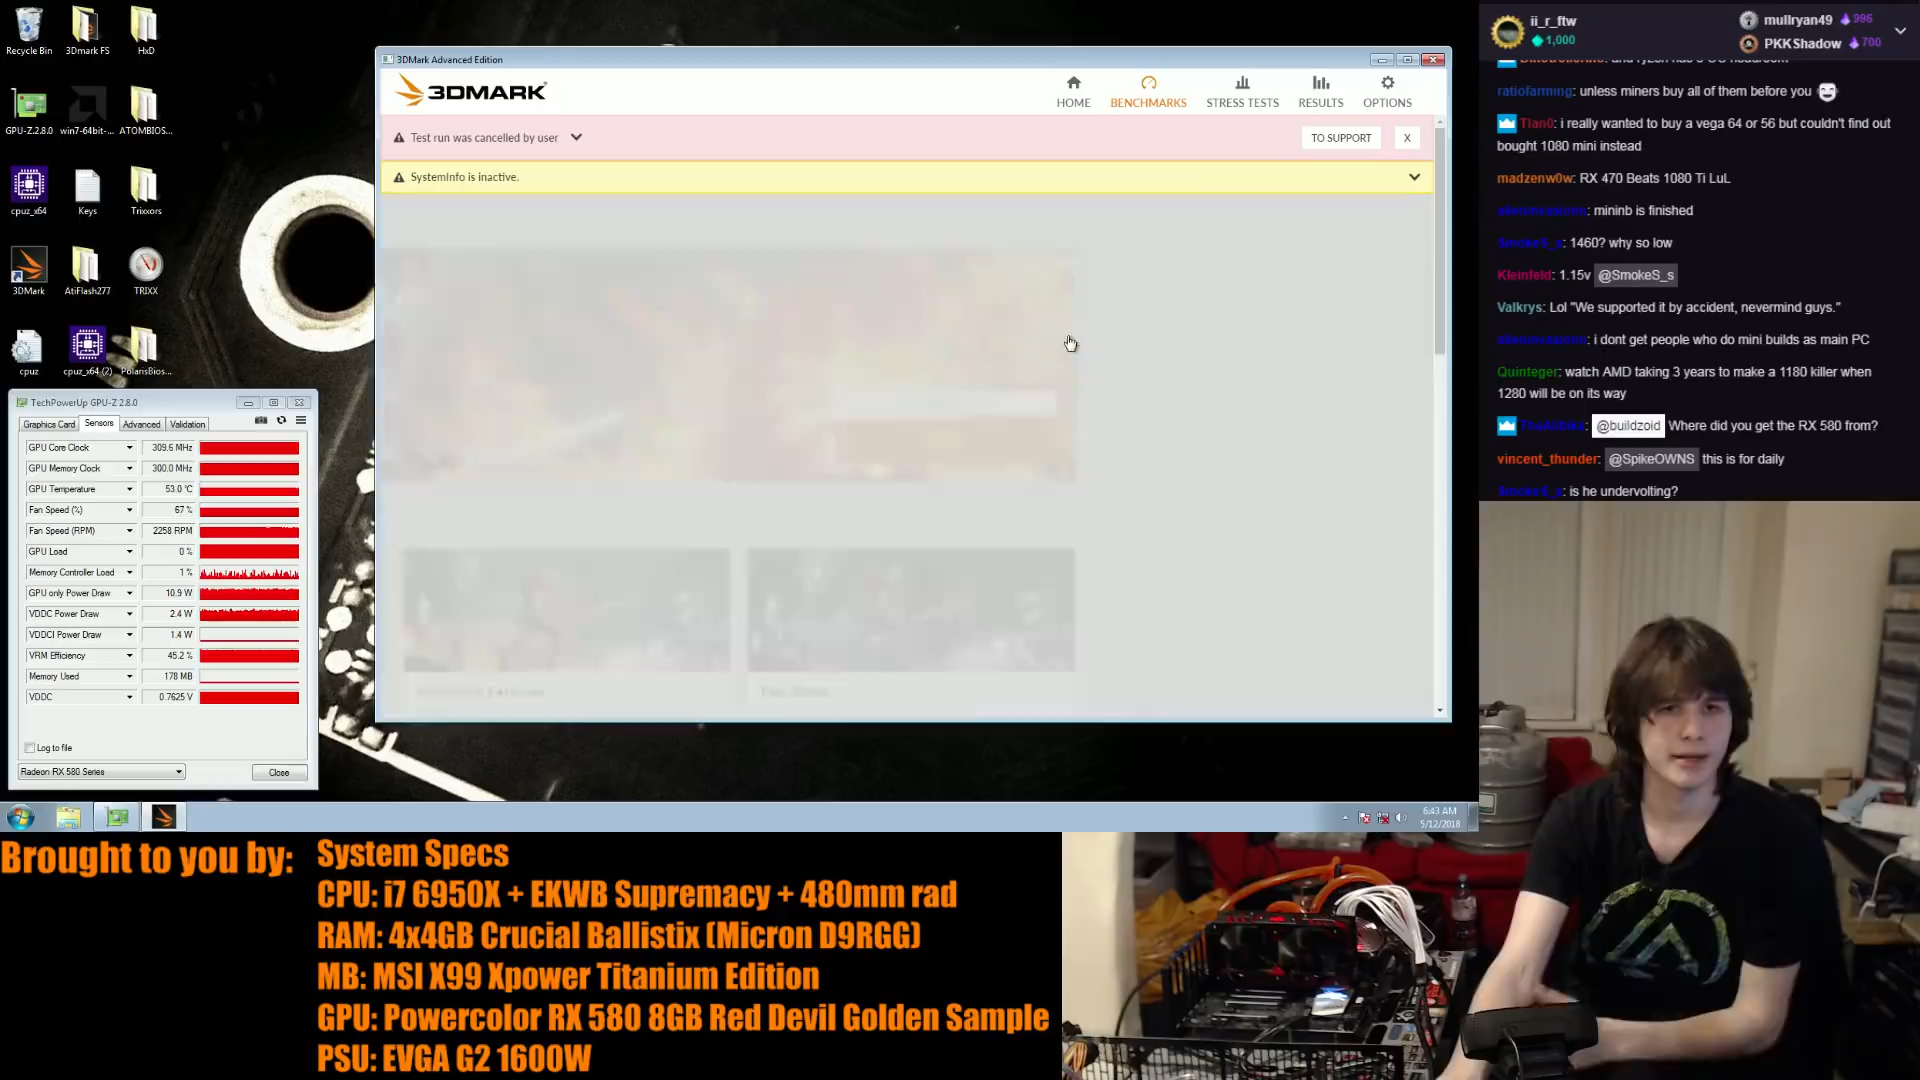 Recycle Bin
3Dmark FS
HxD
GPU-Z.2.8.0
win7-64bit-...
ATOMBIOS...
cpuz_x64
Keys
Trixxors
3DMark
AtiFlash277
TRIXX
cpuz
cpuz_x64 (2)
PolarisBios...
3DMark Advanced Edition
3DMARK
HOME
BENCHMARKS
STRESS TESTS
RESULTS
OPTIONS
Test run was cancelled by user
TO SUPPORT
X
SystemInfo is inactive.
TechPowerUp GPU-Z 2.8.0
Graphics Card
Sensors
Advanced
Validation
GPU Core Clock 309.6 MHz
GPU Memory Clock 300.0 MHz
GPU Temperature 53.0 °C
Fan Speed (%) 67 %
Fan Speed (RPM) 2258 RPM
GPU Load 0 %
Memory Controller Load 1 %
GPU only Power Draw 10.9 W
VDDC Power Draw 2.4 W
VDDCI Power Draw 1.4 W
VRM Efficiency 45.2 %
Memory Used 178 MB
VDDC 0.7625 V
Log to file
Radeon RX 580 Series
Close
6:43 AM
5/12/2018
ii_r_ftw
1,000
mullryan49 996
PKKShadow 700
ratiofarming: unless miners buy all of them before you
Tian0: i really wanted to buy a vega 64 or 56 but couldn't find out
bought 1080 mini instead
madzenw0w: RX 470 Beats 1080 Ti LuL
: mininb is finished
SmokeS_s: 1460? why so low
Kleinfeld: 1.15v @SmokeS_s
Valkrys: Lol "We supported it by accident, nevermind guys."
: i dont get people who do mini builds as main PC
Quinteger: watch AMD taking 3 years to make a 1180 killer when
1280 will be on its way
: @buildzoid Where did you get the RX 580 from?
vincent_thunder: @SpikeOWNS this is for daily
SmokeS_s: is he undervolting?
Brought to you by:
System Specs
CPU: i7 6950X + EKWB Supremacy + 480mm rad
RAM: 4x4GB Crucial Ballistix (Micron D9RGG)
MB: MSI X99 Xpower Titanium Edition
GPU: Powercolor RX 580 8GB Red Devil Golden Sample
PSU: EVGA G2 1600W